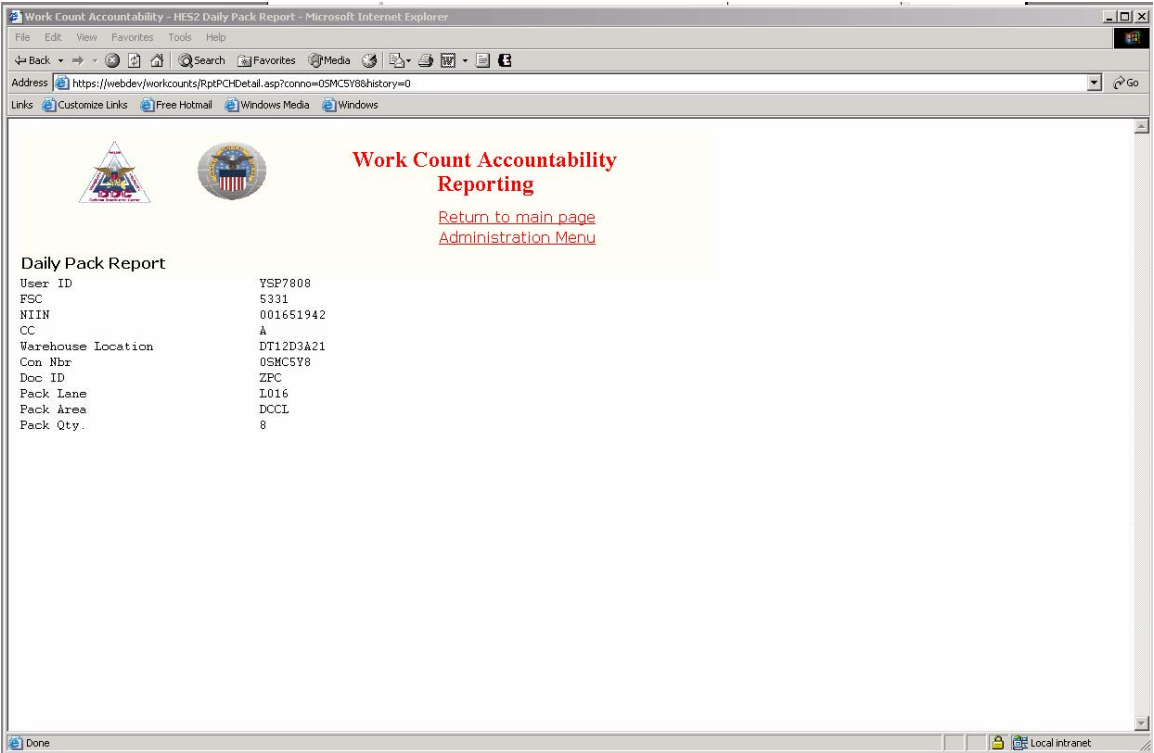 Work Count Accountability - HES2 Daily Pack Report - Microsoft Internet Explorer
File Edit View Favorites Tools Help
Back Search Favorites Media
Address https://webdev/workcounts/RptPCHDetail.asp?conno=0SMC5Y8&history=0 Go
Links Customize Links Free Hotmail Windows Media Windows
DDC
Work Count Accountability
Reporting
Return to main page
Administration Menu
Daily Pack Report
User ID YSP7808
FSC 5331
NIIN 001651942
CC A
Warehouse Location DT12D3A21
Con Nbr 0SMC5Y8
Doc ID ZPC
Pack Lane L016
Pack Area DCCL
Pack Qty. 8
Done Local intranet